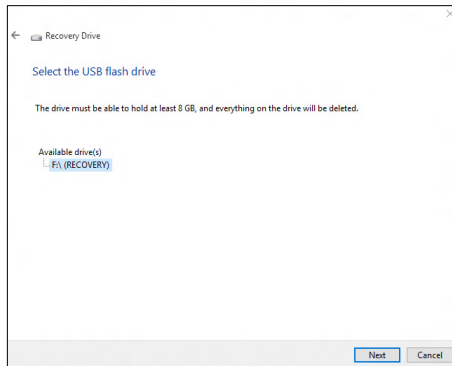 Recovery Drive
Select the USB flash drive
The drive must be able to hold at least 8 GB, and everything on the drive will be deleted.
Available drive(s)
F:\ (RECOVERY)
Next Cancel